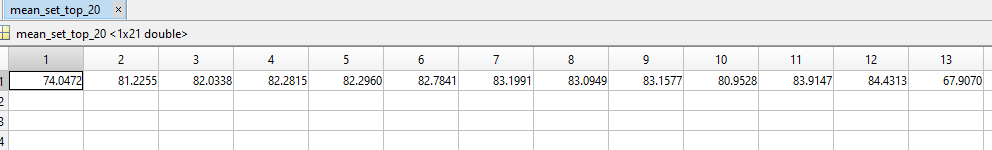 mean_set_top_20 ×
mean_set_top_20 <1x21 double>
1 2 3 4 5 6 7 8 9 10 11 12 13
1 74.0472 81.2255 82.0338 82.2815 82.2960 82.7841 83.1991 83.0949 83.1577 80.9528 83.9147 84.4313 67.9070
2
3
4